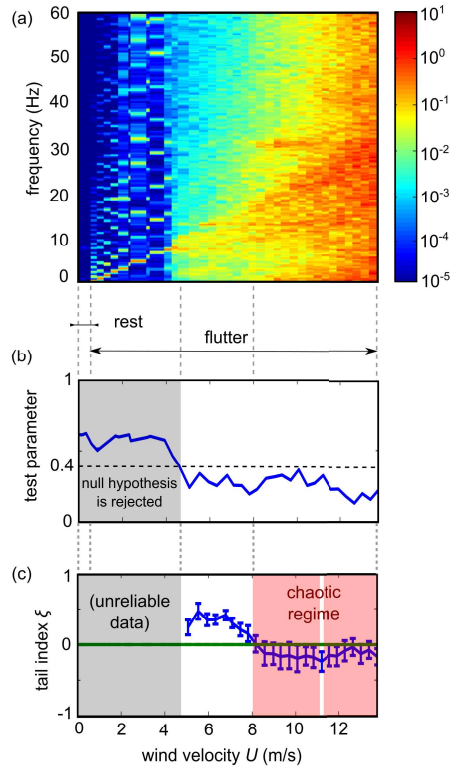 (a)
60
50
40
30
20
10
0
frequency (Hz)
10^1
10^0
10^-1
10^-2
10^-3
10^-4
10^-5
rest
flutter
(b)
1
0.4
0
test parameter
null hypothesis
is rejected
(c)
1
0
-1
tail index ξ
(unreliable
data)
chaotic
regime
0 2 4 6 8 10 12
wind velocity U (m/s)